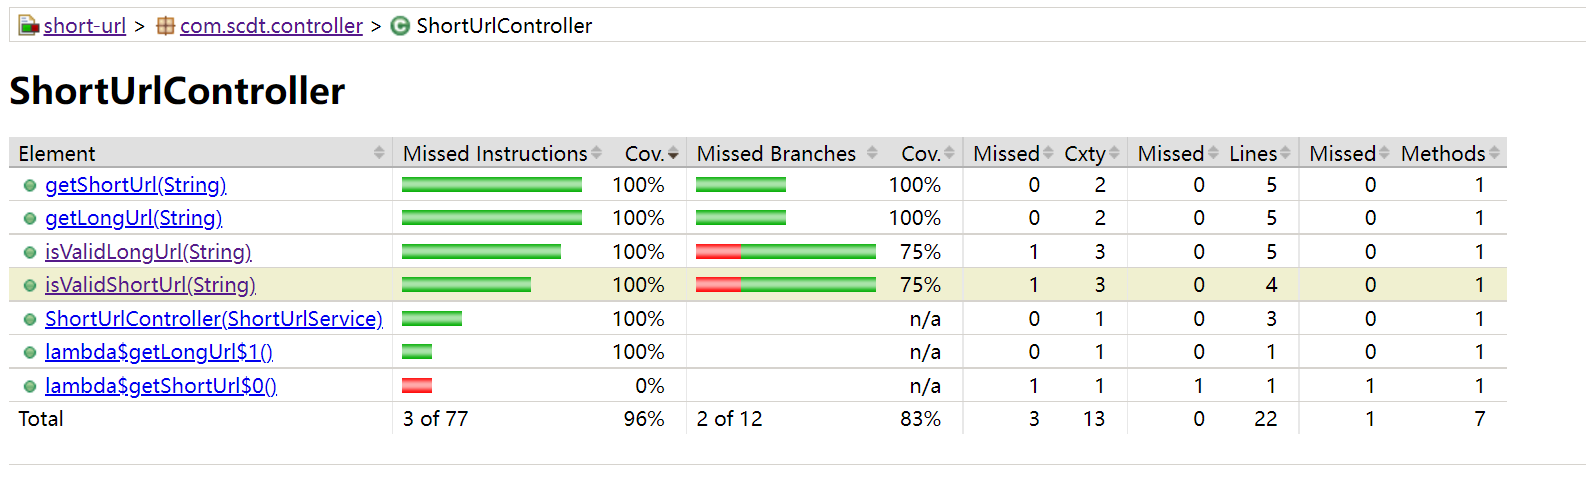 short-url > com.scdt.controller > ShortUrlController
ShortUrlController
Element Missed Instructions Cov. Missed Branches Cov. Missed Cxty Missed Lines Missed Methods
getShortUrl(String) 100% 100% 0 2 0 5 0 1
getLongUrl(String) 100% 100% 0 2 0 5 0 1
isValidLongUrl(String) 100% 75% 1 3 0 5 0 1
isValidShortUrl(String) 100% 75% 1 3 0 4 0 1
ShortUrlController(ShortUrlService) 100% n/a 0 1 0 3 0 1
lambda$getLongUrl$1() 100% n/a 0 1 0 1 0 1
lambda$getShortUrl$0() 0% n/a 1 1 1 1 1 1
Total 3 of 77 96% 2 of 12 83% 3 13 0 22 1 7